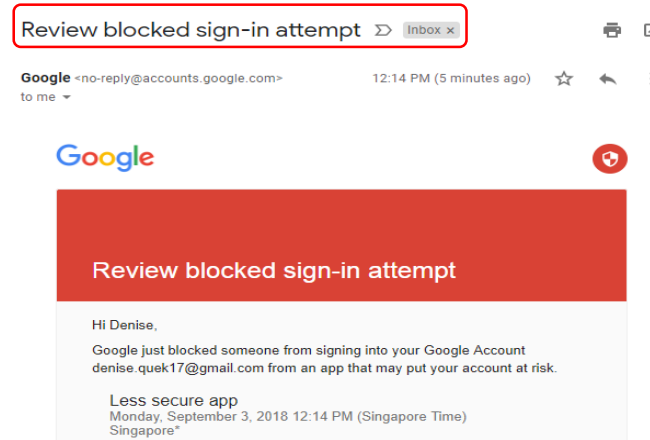 Review blocked sign-in attempt Inbox x
Google <no-reply@accounts.google.com> 12:14 PM (5 minutes ago)
to me
Google
Review blocked sign-in attempt
Hi Denise,
Google just blocked someone from signing into your Google Account
denise.quek17@gmail.com from an app that may put your account at risk.
Less secure app
Monday, September 3, 2018 12:14 PM (Singapore Time)
Singapore*